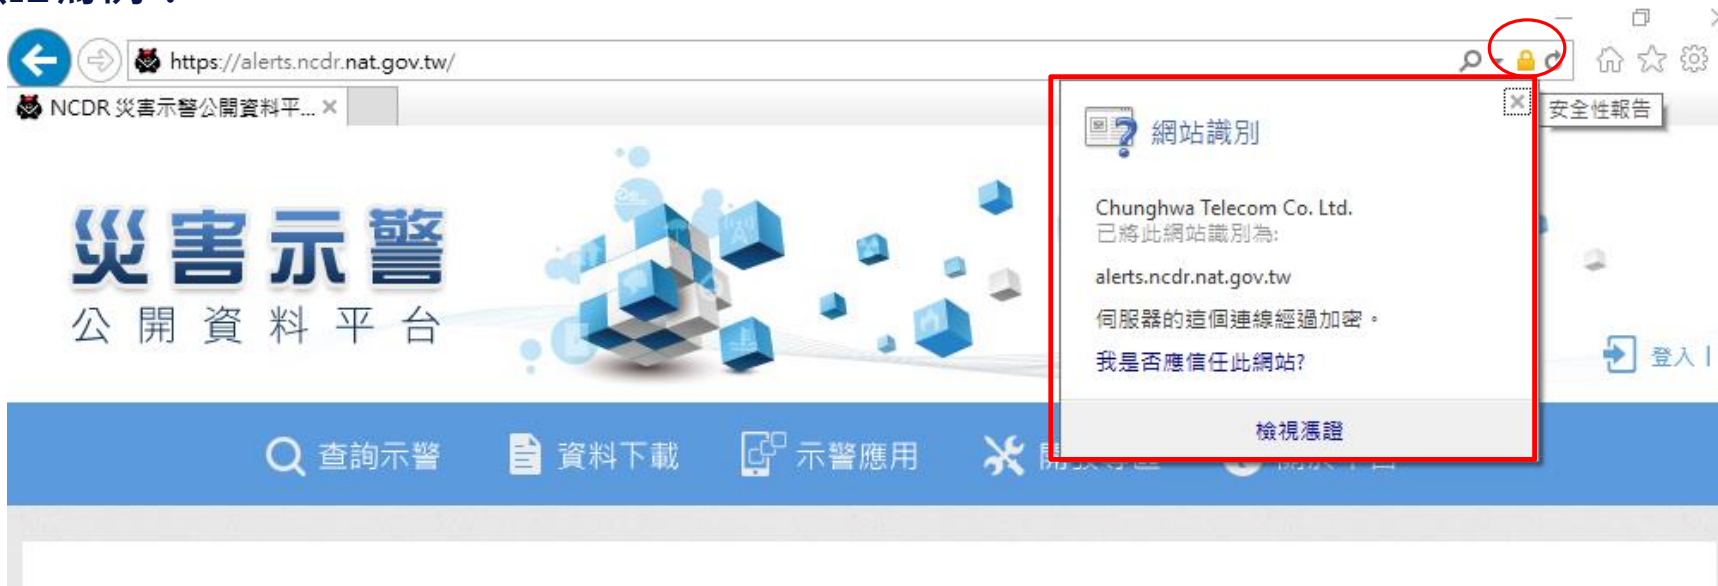 https://alerts.ncdr.nat.gov.tw/
NCDR 災害示警公開資料平...
安全性報告
網站識別
Chunghwa Telecom Co. Ltd.
已將此網站識別為:
alerts.ncdr.nat.gov.tw
伺服器的這個連線經過加密。
我是否應信任此網站?
檢視憑證
災害示警
公開資料平台
登入 |
查詢示警
資料下載
示警應用